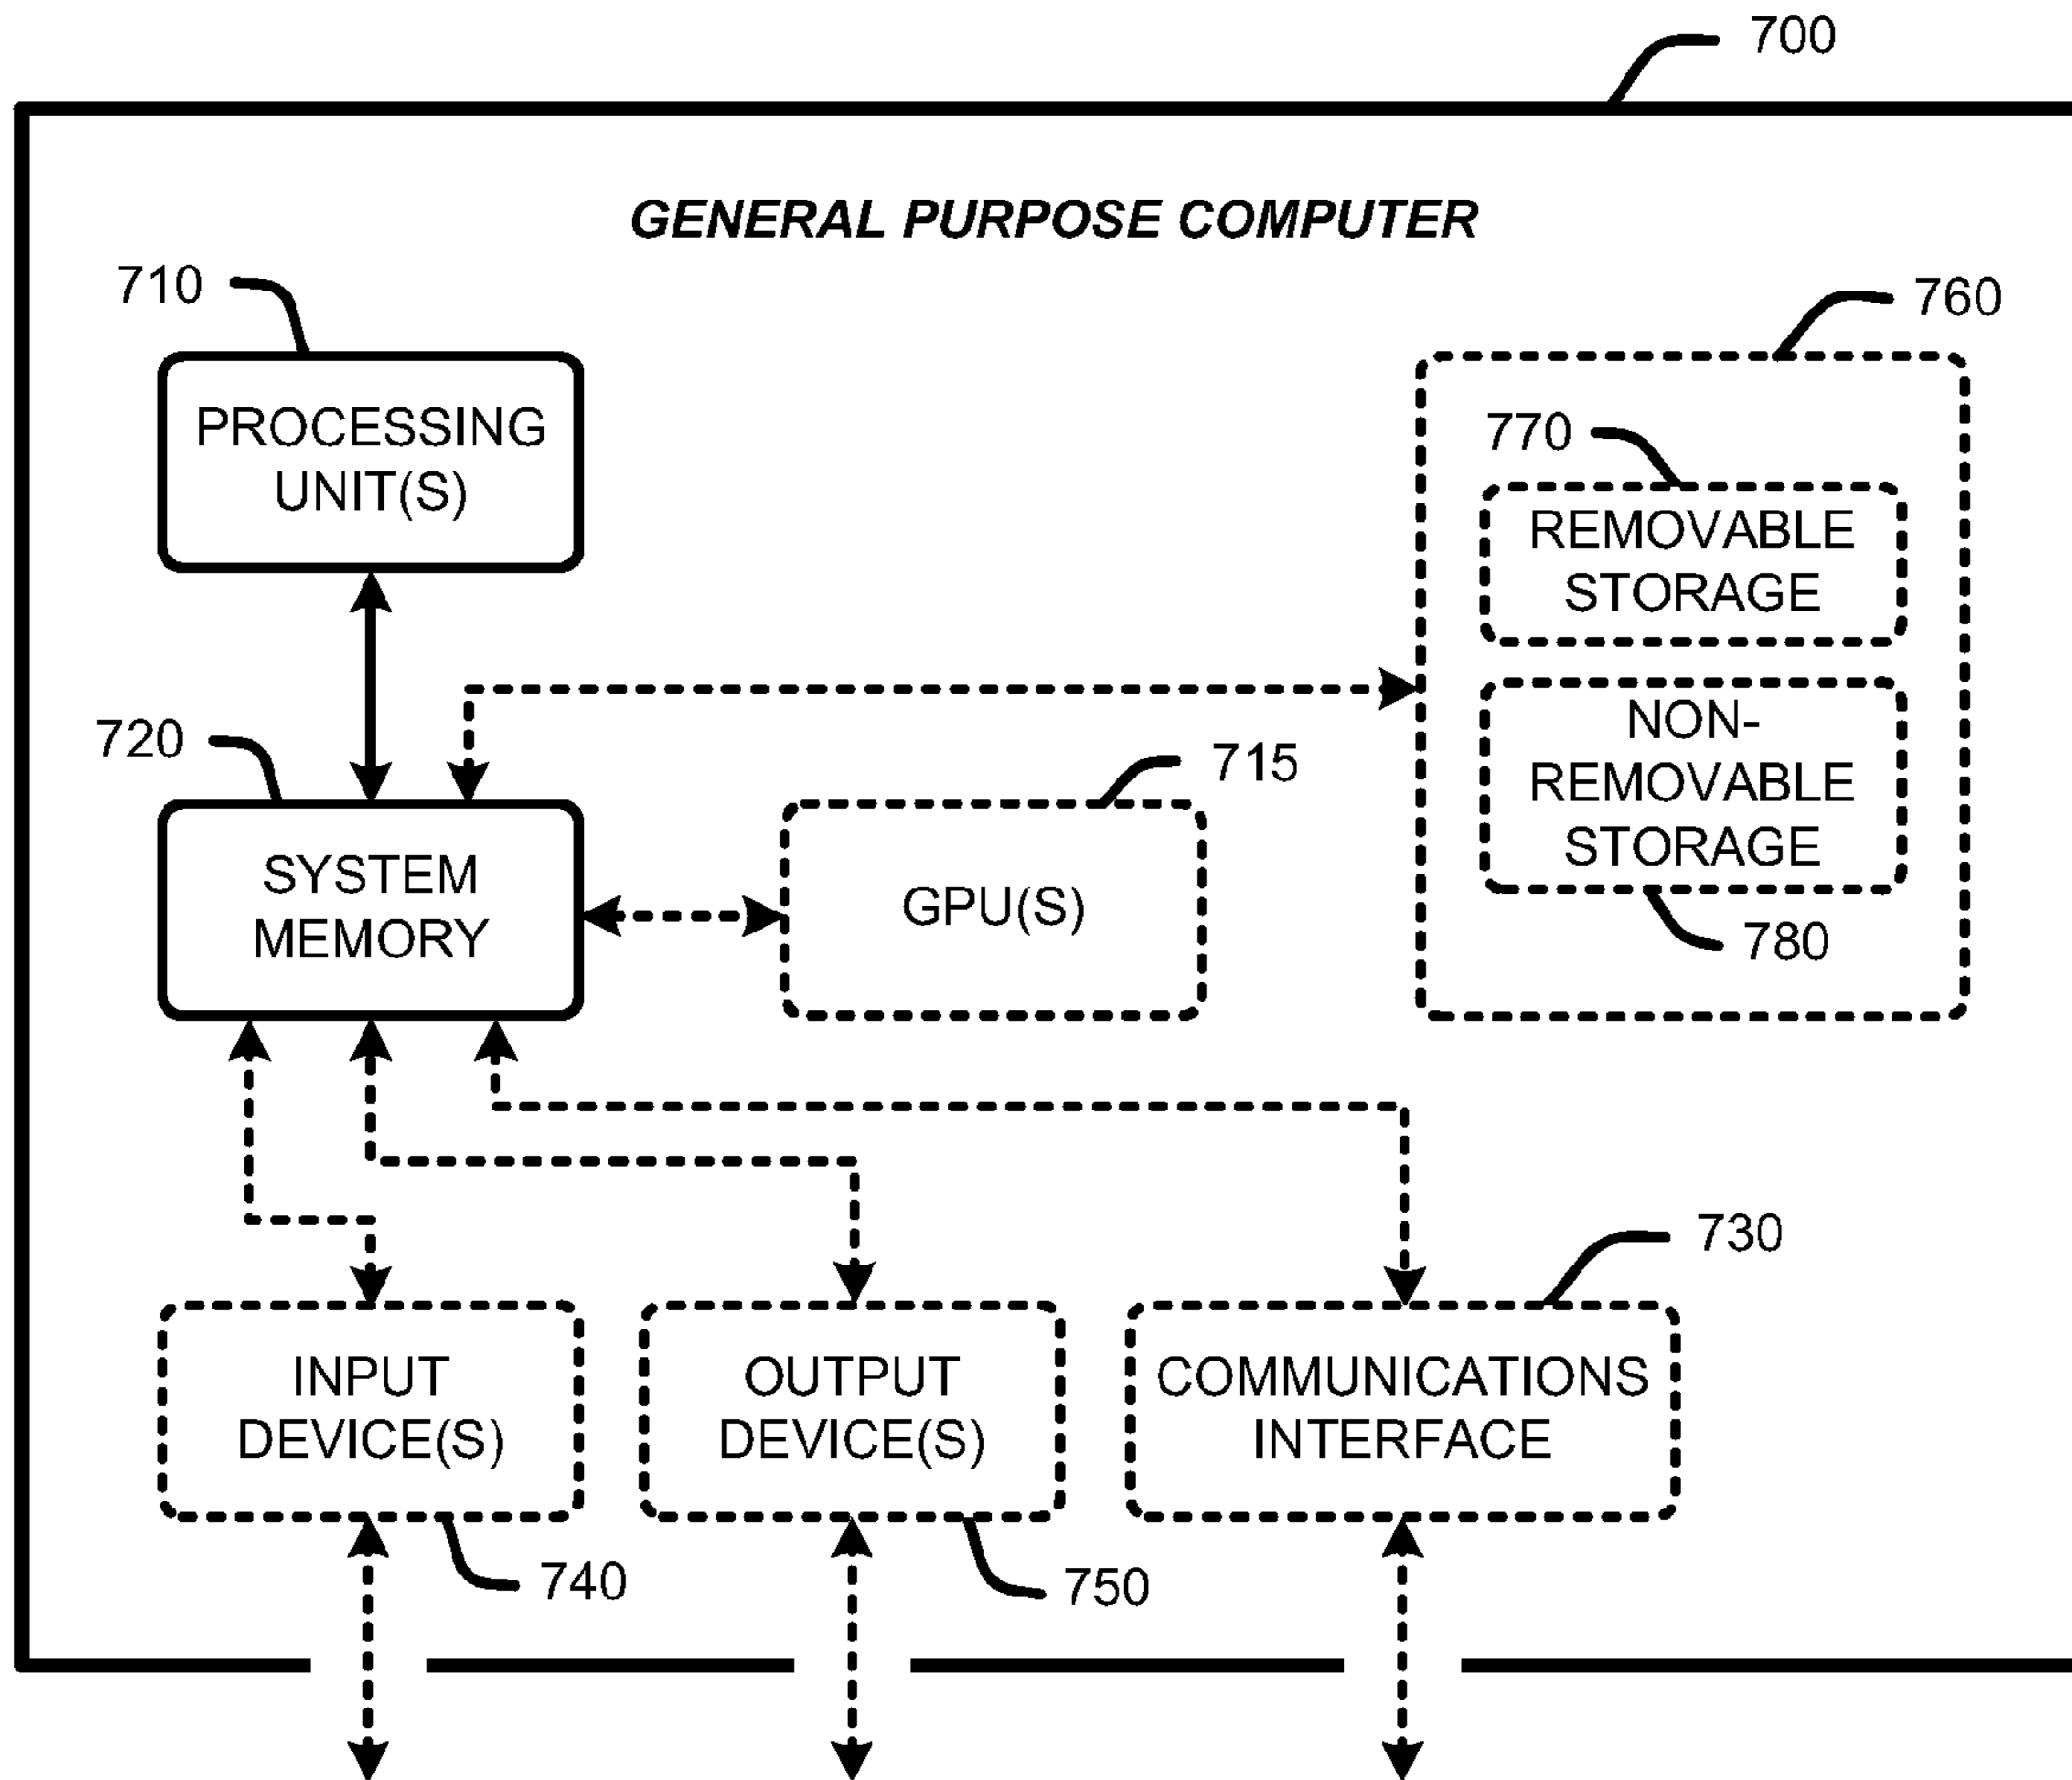 700
GENERAL PURPOSE COMPUTER
710
760
PROCESSING
UNIT(S)
770
REMOVABLE
STORAGE
720
715
NON-
REMOVABLE
STORAGE
SYSTEM
MEMORY
GPU(S)
780
730
INPUT
DEVICE(S)
OUTPUT
DEVICE(S)
COMMUNICATIONS
INTERFACE
740
750